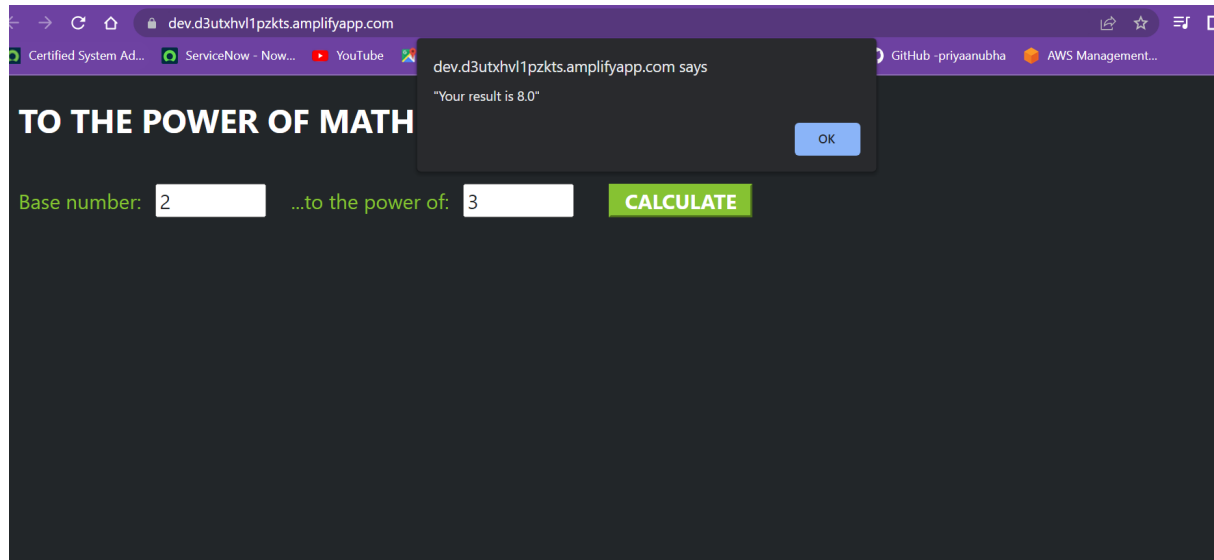 dev.d3utxhvl1pzkts.amplifyapp.com
Certified System Ad... ServiceNow - Now... YouTube GitHub -priyaanubha AWS Management...
dev.d3utxhvl1pzkts.amplifyapp.com says
"Your result is 8.0"
OK
TO THE POWER OF MATH
Base number: 2 ...to the power of: 3 CALCULATE